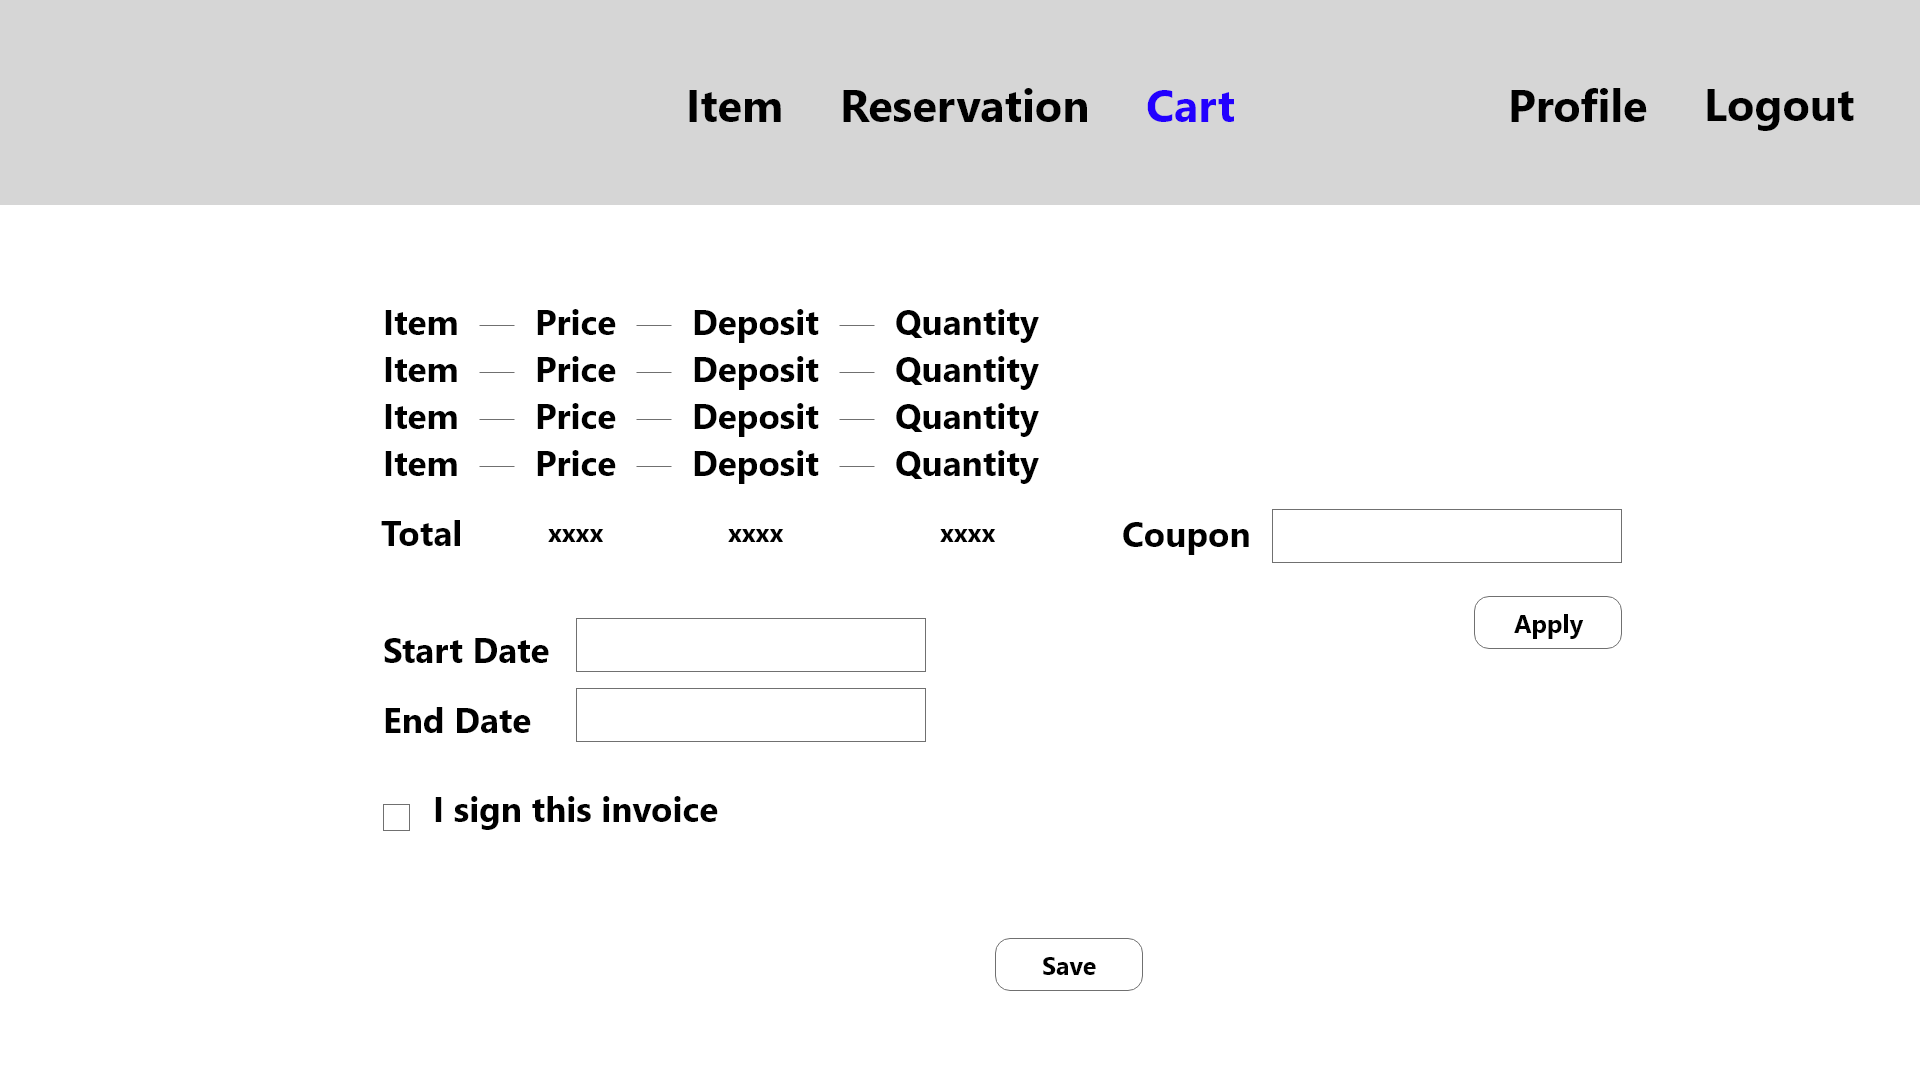 Item Reservation Cart Profile Logout
Item — Price — Deposit — Quantity
Item — Price — Deposit — Quantity
Item — Price — Deposit — Quantity
Item — Price — Deposit — Quantity
Total xxxx xxxx xxxx Coupon
Apply
Start Date
End Date
I sign this invoice
Save